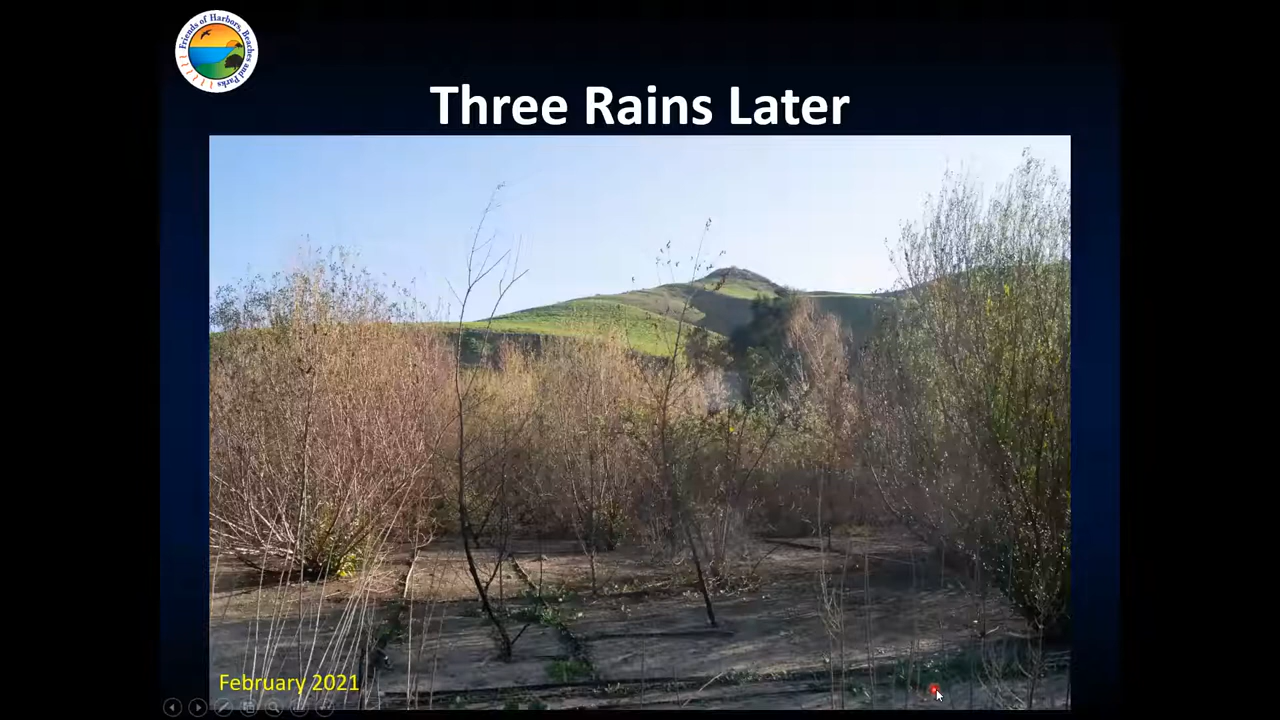 Friends of Harbors, Beaches and Parks
Three Rains Later
February 2021